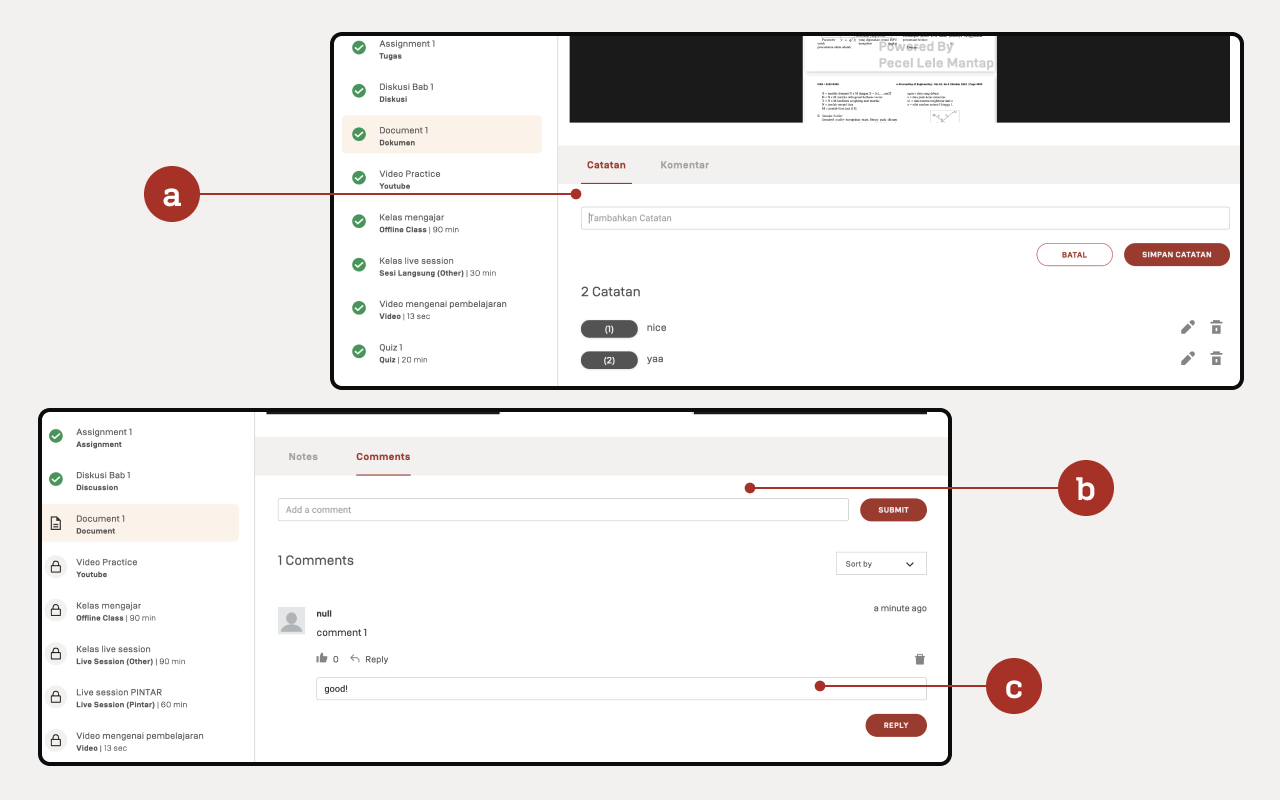 Assignment 1
Tugas
Diskusi Bab 1
Diskusi
Document 1
Dokumen
Video Practice
Youtube
Kelas mengajar
Offline Class | 90 min
Kelas live session
Sesi Langsung (Other) | 30 min
Video mengenai pembelajaran
Video | 13 sec
Quiz 1
Quiz | 20 min
Powered By
Pecel Lele Mantap
Catatan
Komentar
a
Tambahkan Catatan
BATAL
SIMPAN CATATAN
2 Catatan
(1)
nice
(2)
yaa
Assignment 1
Assignment
Diskusi Bab 1
Discussion
Document 1
Document
Video Practice
Youtube
Kelas mengajar
Offline Class | 90 min
Kelas live session
Live Session (Other) | 90 min
Live session PINTAR
Live Session (Pintar) | 60 min
Video mengenai pembelajaran
Video | 13 sec
Notes
Comments
b
Add a comment
SUBMIT
1 Comments
Sort by
null
a minute ago
comment 1
0
Reply
good!
c
REPLY